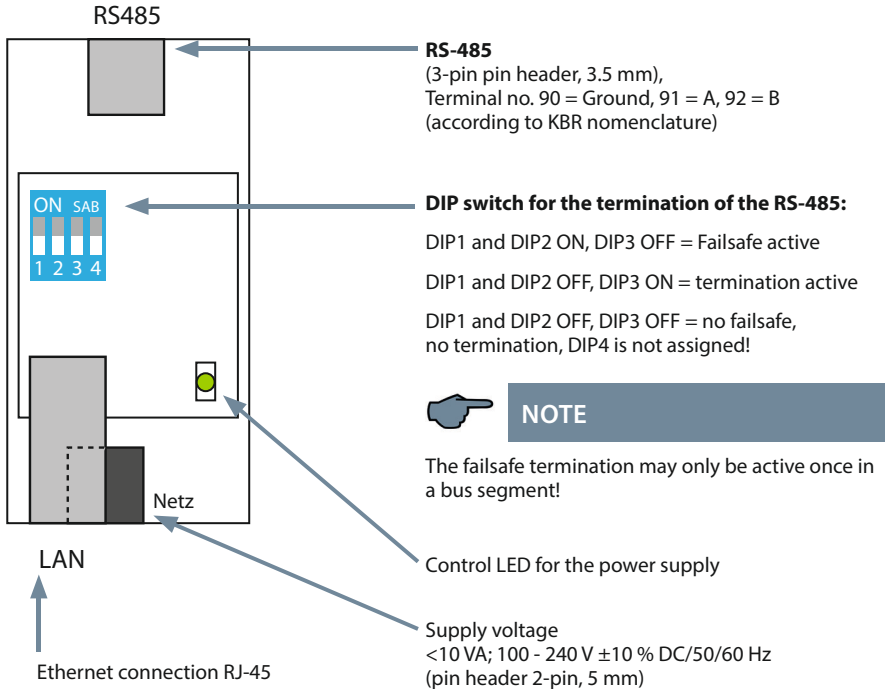 RS485
RS-485
(3-pin pin header, 3.5 mm),
Terminal no. 90 = Ground, 91 = A, 92 = B
(according to KBR nomenclature)
ON SAB
1 2 3 4
DIP switch for the termination of the RS-485:
DIP1 and DIP2 ON, DIP3 OFF = Failsafe active
DIP1 and DIP2 OFF, DIP3 ON = termination active
DIP1 and DIP2 OFF, DIP3 OFF = no failsafe,
no termination, DIP4 is not assigned!
NOTE
The failsafe termination may only be active once in
a bus segment!
Netz
LAN
Control LED for the power supply
Supply voltage
<10 VA; 100 - 240 V ±10 % DC/50/60 Hz
(pin header 2-pin, 5 mm)
Ethernet connection RJ-45